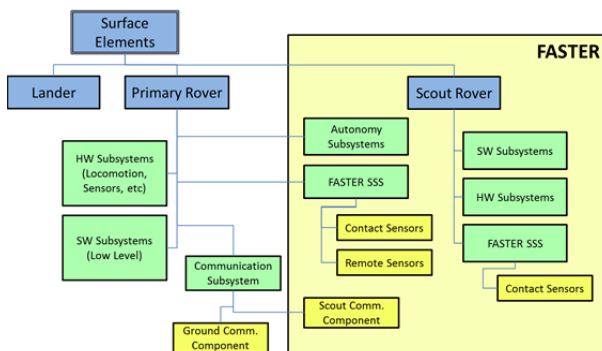 Surface
Elements
FASTER
Lander
Primary Rover
Scout Rover
Autonomy
Subsystems
SW Subsystems
HW Subsystems
(Locomotion,
Sensors, etc)
FASTER SSS
HW Subsystems
Contact Sensors
SW Subsystems
(Low Level)
FASTER SSS
Remote Sensors
Communication
Subsystem
Contact Sensors
Scout Comm.
Component
Ground Comm.
Component